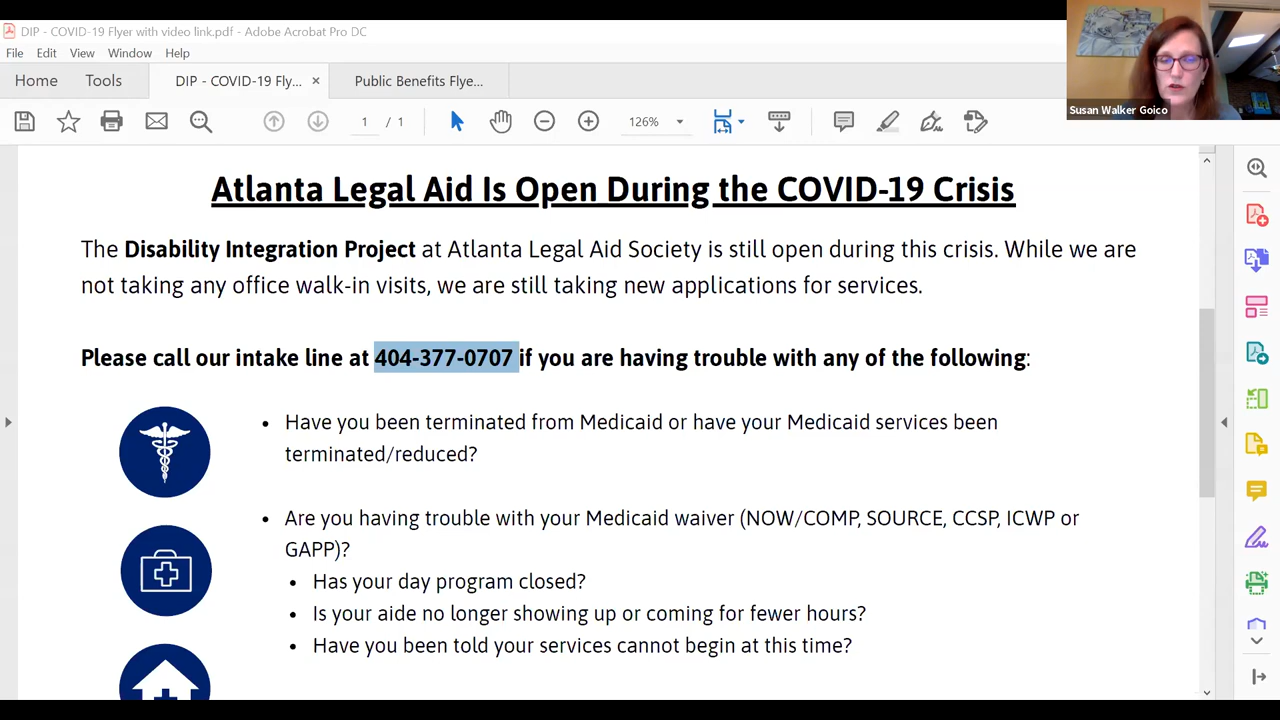 DIP - COVID-19 Flyer with video link.pdf - Adobe Acrobat Pro DC
File Edit View Window Help
Home Tools DIP - COVID-19 Fly... × Public Benefits Flye...
1 / 1 126%
Susan Walker Goico
Atlanta Legal Aid Is Open During the COVID-19 Crisis
The Disability Integration Project at Atlanta Legal Aid Society is still open during this crisis. While we are
not taking any office walk-in visits, we are still taking new applications for services.
Please call our intake line at 404-377-0707 if you are having trouble with any of the following:
• Have you been terminated from Medicaid or have your Medicaid services been
terminated/reduced?
• Are you having trouble with your Medicaid waiver (NOW/COMP, SOURCE, CCSP, ICWP or
GAPP)?
• Has your day program closed?
• Is your aide no longer showing up or coming for fewer hours?
• Have you been told your services cannot begin at this time?